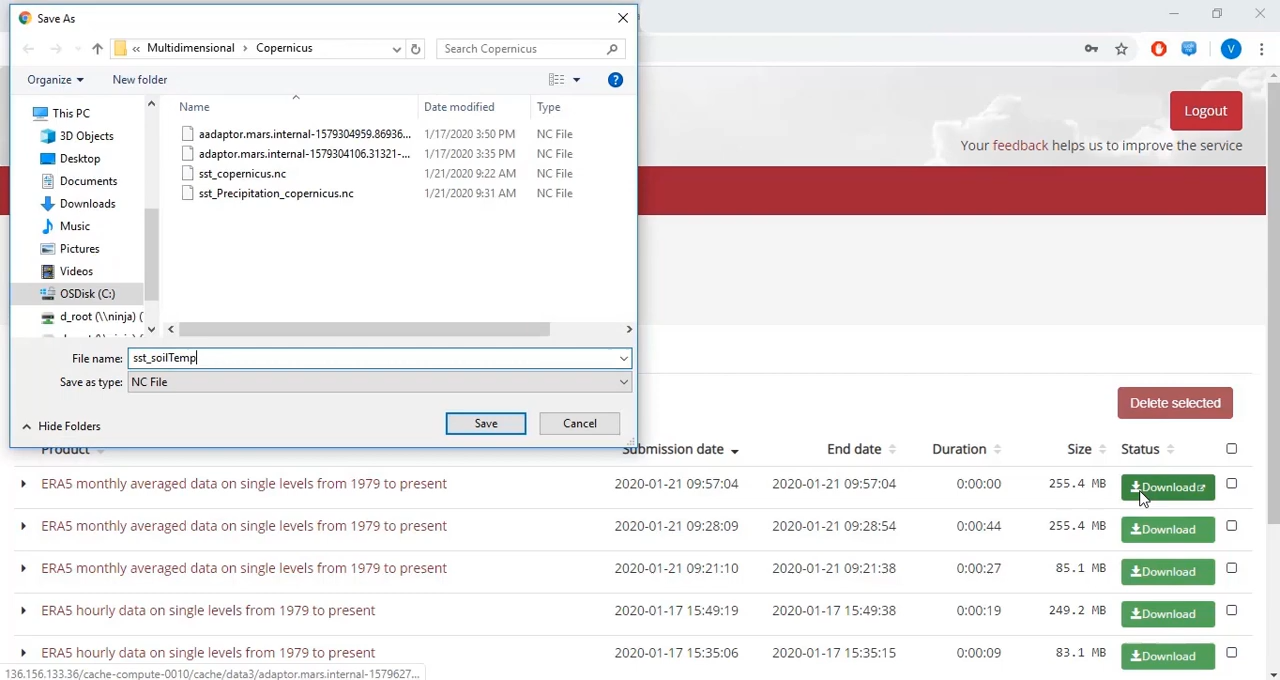 Save As
« Multidimensional > Copernicus
Search Copernicus
Organize
New folder
?
V
Logout
Your feedback helps us to improve the service
This PC
3D Objects
Desktop
Documents
Downloads
Music
Pictures
Videos
OSDisk (C:)
d_root (\\ninja) (
Name Date modified Type
aadaptor.mars.internal-1579304959.86936... 1/17/2020 3:50 PM NC File
adaptor.mars.internal-1579304106.31321-... 1/17/2020 3:35 PM NC File
sst_copernicus.nc 1/21/2020 9:22 AM NC File
sst_Precipitation_copernicus.nc 1/21/2020 9:31 AM NC File
File name: sst_soilTemp
Save as type: NC File
Hide Folders
Save
Cancel
Delete selected
Product Submission date End date Duration Size Status
ERA5 monthly averaged data on single levels from 1979 to present 2020-01-21 09:57:04 2020-01-21 09:57:04 0:00:00 255.4 MB Download
ERA5 monthly averaged data on single levels from 1979 to present 2020-01-21 09:28:09 2020-01-21 09:28:54 0:00:44 255.4 MB Download
ERA5 monthly averaged data on single levels from 1979 to present 2020-01-21 09:21:10 2020-01-21 09:21:38 0:00:27 85.1 MB Download
ERA5 hourly data on single levels from 1979 to present 2020-01-17 15:49:19 2020-01-17 15:49:38 0:00:19 249.2 MB Download
ERA5 hourly data on single levels from 1979 to present 2020-01-17 15:35:06 2020-01-17 15:35:15 0:00:09 83.1 MB Download
136.156.133.36/cache-compute-0010/cache/data3/adaptor.mars.internal-1579627...